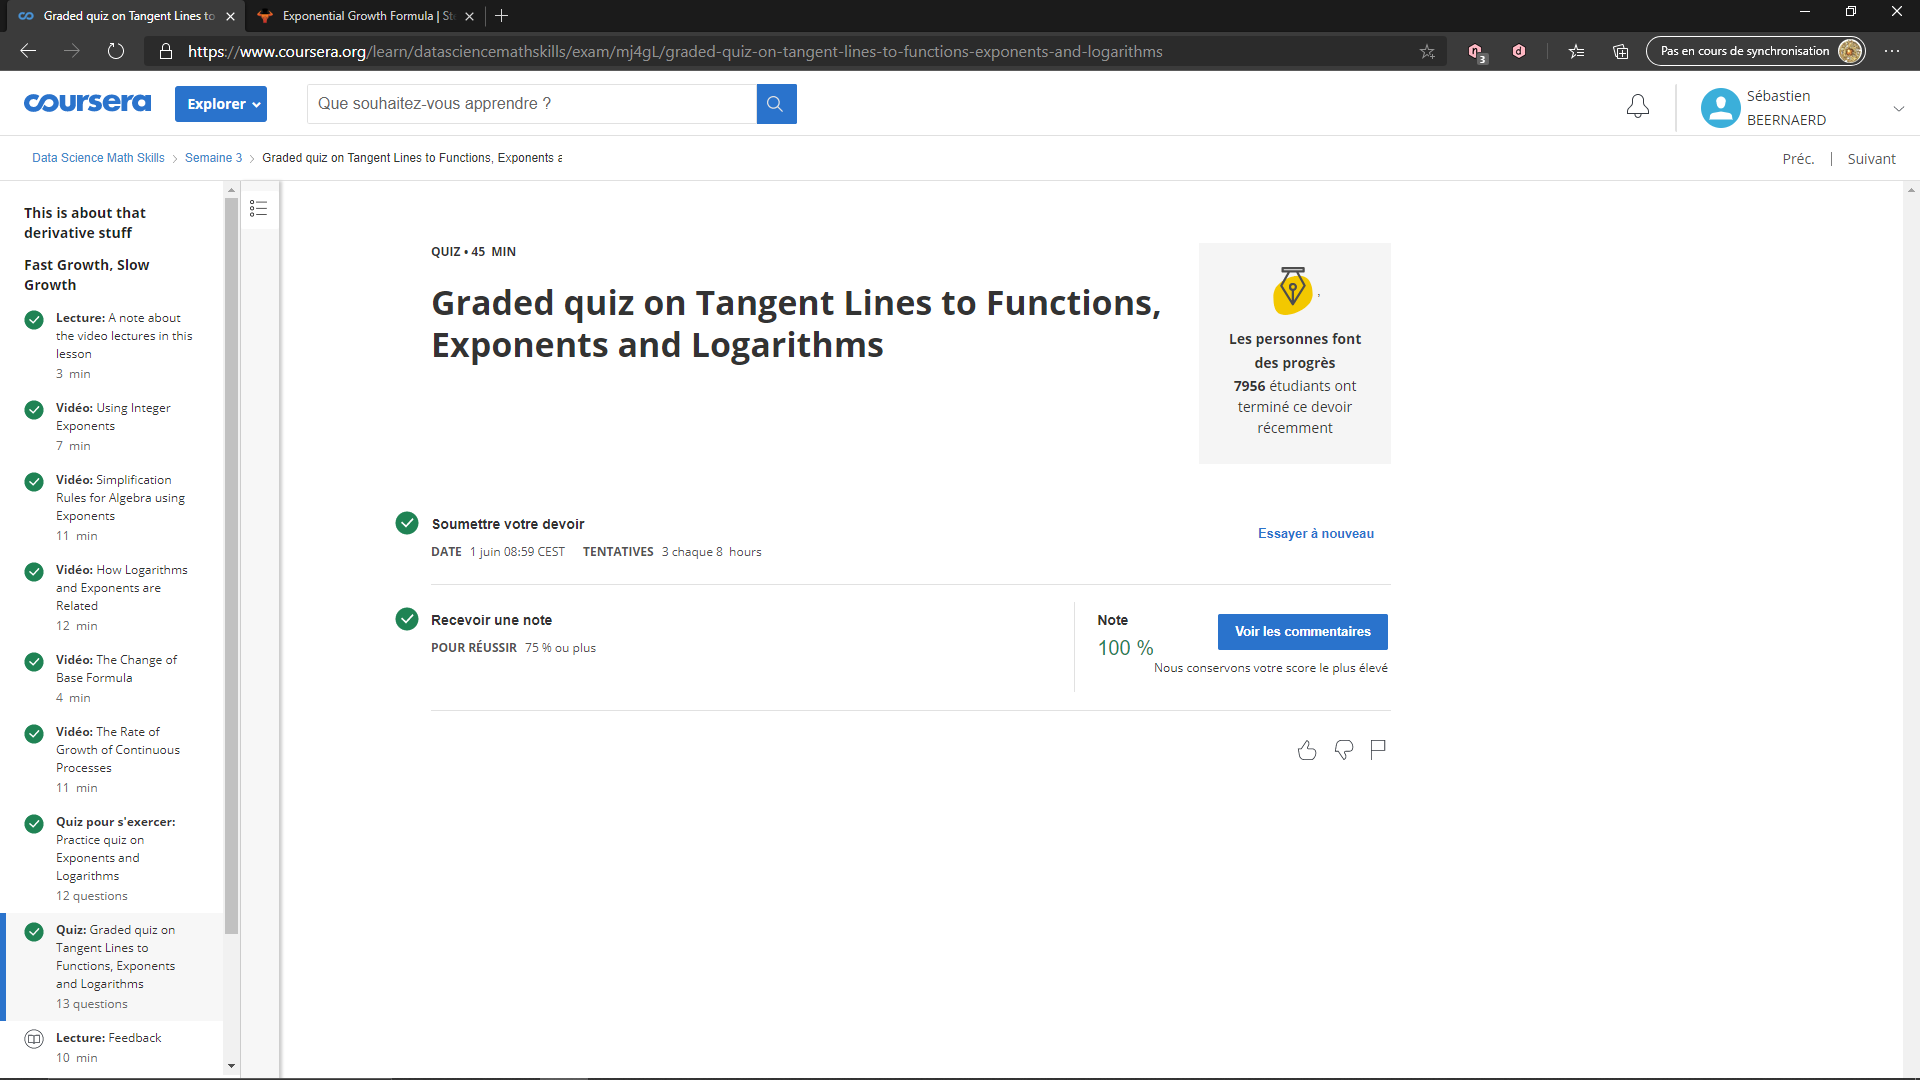 Graded quiz on Tangent Lines to
Exponential Growth Formula | St
https://www.coursera.org/learn/datasciencemathskills/exam/mj4gL/graded-quiz-on-tangent-lines-to-functions-exponents-and-logarithms
3
d
Pas en cours de synchronisation
coursera
Explorer
Que souhaitez-vous apprendre ?
Sébastien
BEERNAERD
Data Science Math Skills
Semaine 3
Graded quiz on Tangent Lines to Functions, Exponents a
Préc.
Suivant
This is about that
derivative stuff
Fast Growth, Slow
Growth
Lecture: A note about
the video lectures in this
lesson
3 min
Vidéo: Using Integer
Exponents
7 min
Vidéo: Simplification
Rules for Algebra using
Exponents
11 min
Vidéo: How Logarithms
and Exponents are
Related
12 min
Vidéo: The Change of
Base Formula
4 min
Vidéo: The Rate of
Growth of Continuous
Processes
11 min
Quiz pour s'exercer:
Practice quiz on
Exponents and
Logarithms
12 questions
Quiz: Graded quiz on
Tangent Lines to
Functions, Exponents
and Logarithms
13 questions
Lecture: Feedback
10 min
QUIZ • 45 MIN
Graded quiz on Tangent Lines to Functions,
Exponents and Logarithms
Les personnes font
des progrès
7956 étudiants ont
terminé ce devoir
récemment
Soumettre votre devoir
DATE 1 juin 08:59 CEST TENTATIVES 3 chaque 8 hours
Essayer à nouveau
Recevoir une note
POUR RÉUSSIR 75 % ou plus
Note
100 %
Voir les commentaires
Nous conservons votre score le plus élevé